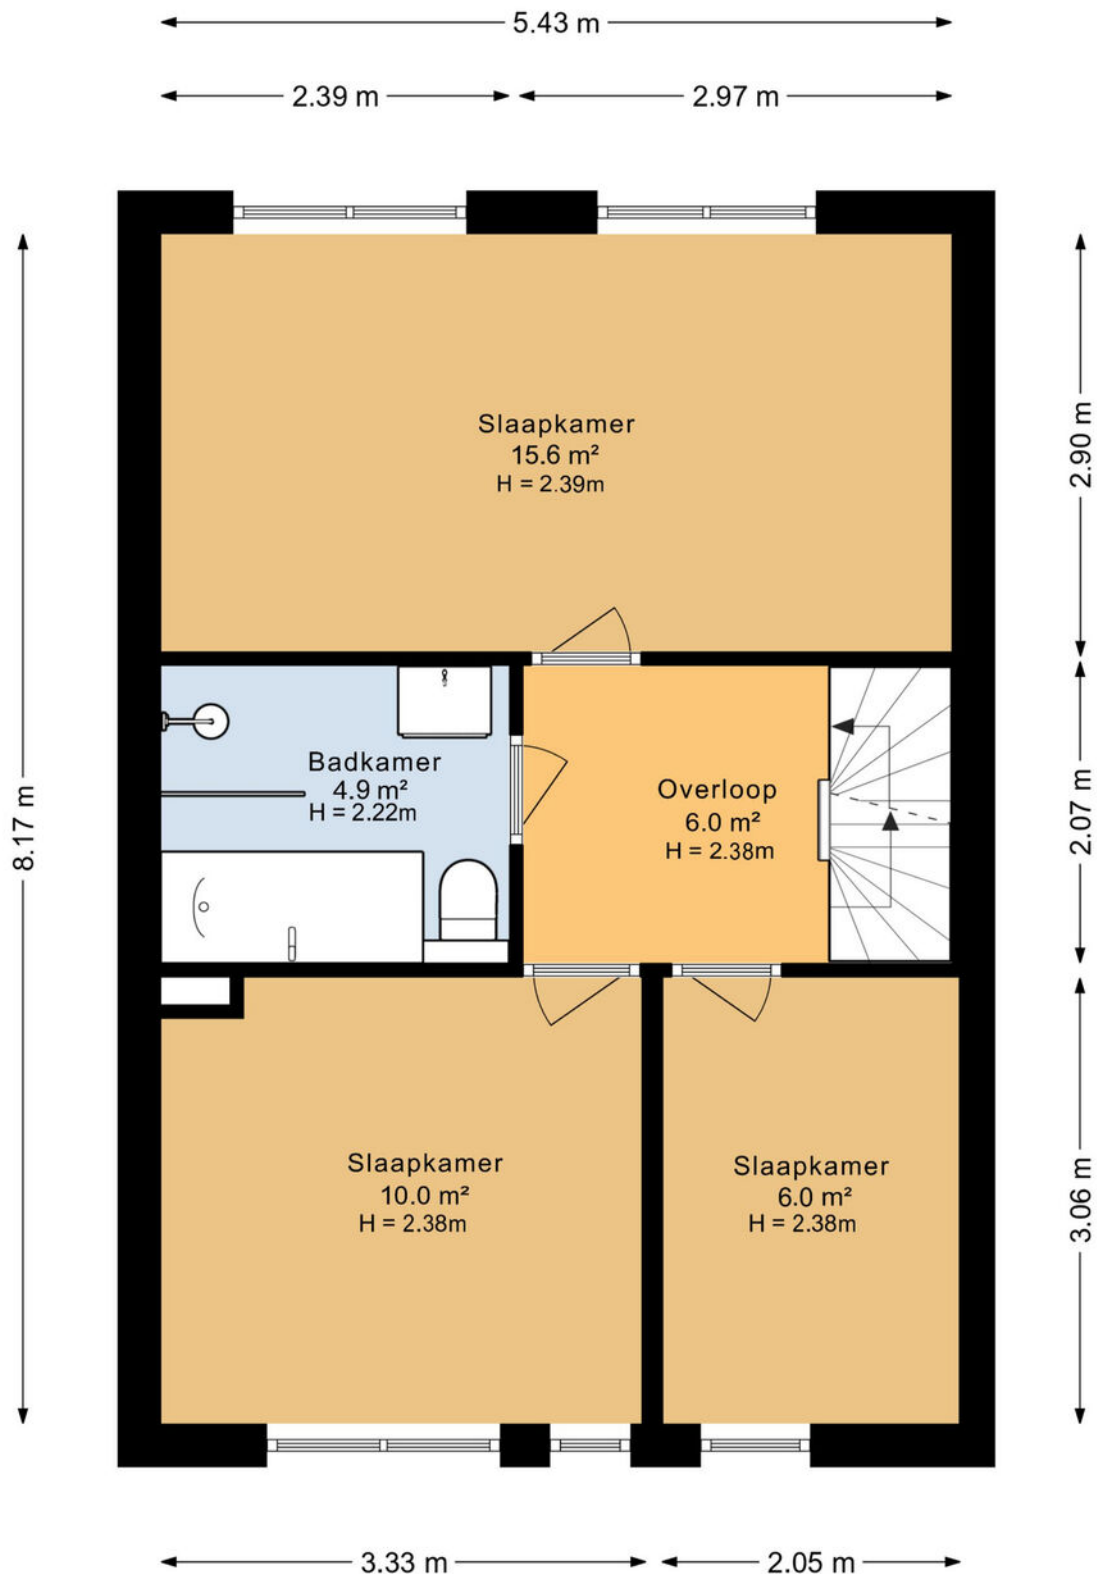 5.43 m
2.39 m
2.97 m
Slaapkamer
15.6 m²
H = 2.39m
2.90 m
Badkamer
4.9 m²
H = 2.22m
Overloop
6.0 m²
H = 2.38m
2.07 m
8.17 m
Slaapkamer
10.0 m²
H = 2.38m
Slaapkamer
6.0 m²
H = 2.38m
3.06 m
3.33 m
2.05 m